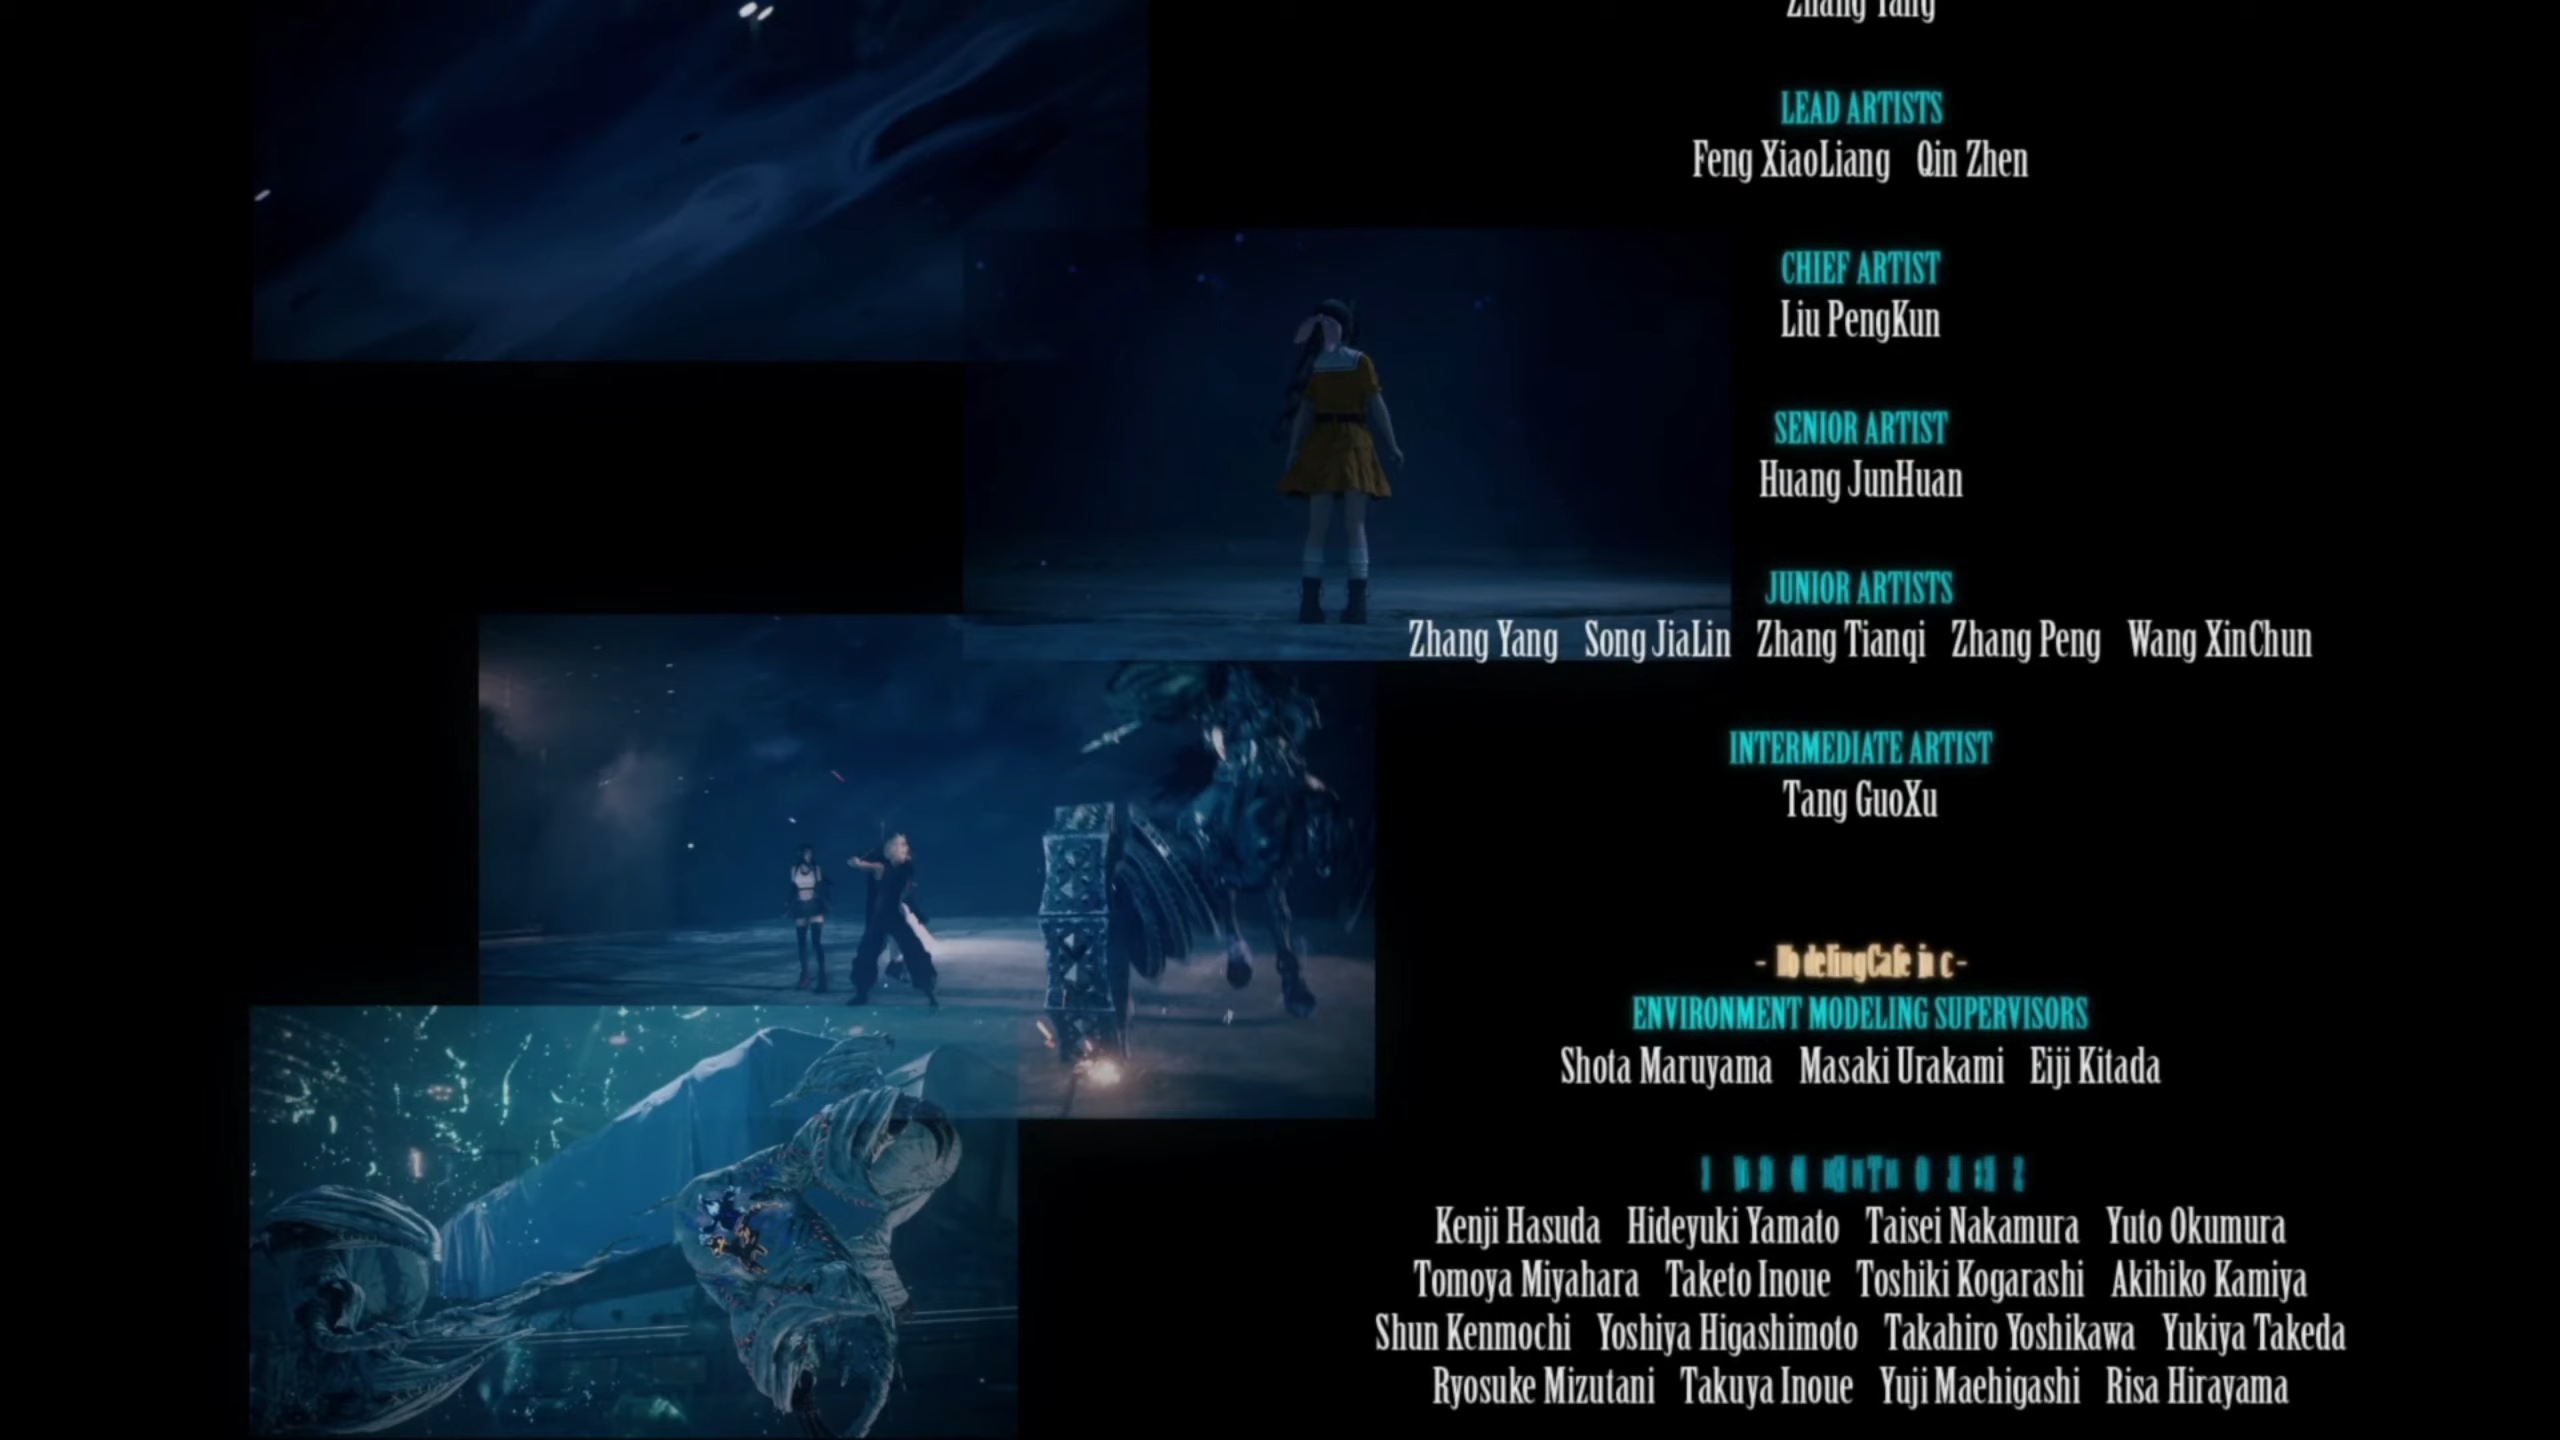 Zhang Yang
LEAD ARTISTS
Feng XiaoLiang Qin Zhen
CHIEF ARTIST
Liu PengKun
SENIOR ARTIST
Huang JunHuan
JUNIOR ARTISTS
Zhang Yang Song JiaLin Zhang Tianqi Zhang Peng Wang XinChun
INTERMEDIATE ARTIST
Tang GuoXu
ENVIRONMENT MODELING SUPERVISORS
Shota Maruyama Masaki Urakami Eiji Kitada
Kenji Hasuda Hideyuki Yamato Taisei Nakamura Yuto Okumura
Tomoya Miyahara Taketo Inoue Toshiki Kogarashi Akihiko Kamiya
Shun Kenmochi Yoshiya Higashimoto Takahiro Yoshikawa Yukiya Takeda
Ryosuke Mizutani Takuya Inoue Yuji Maehigashi Risa Hirayama